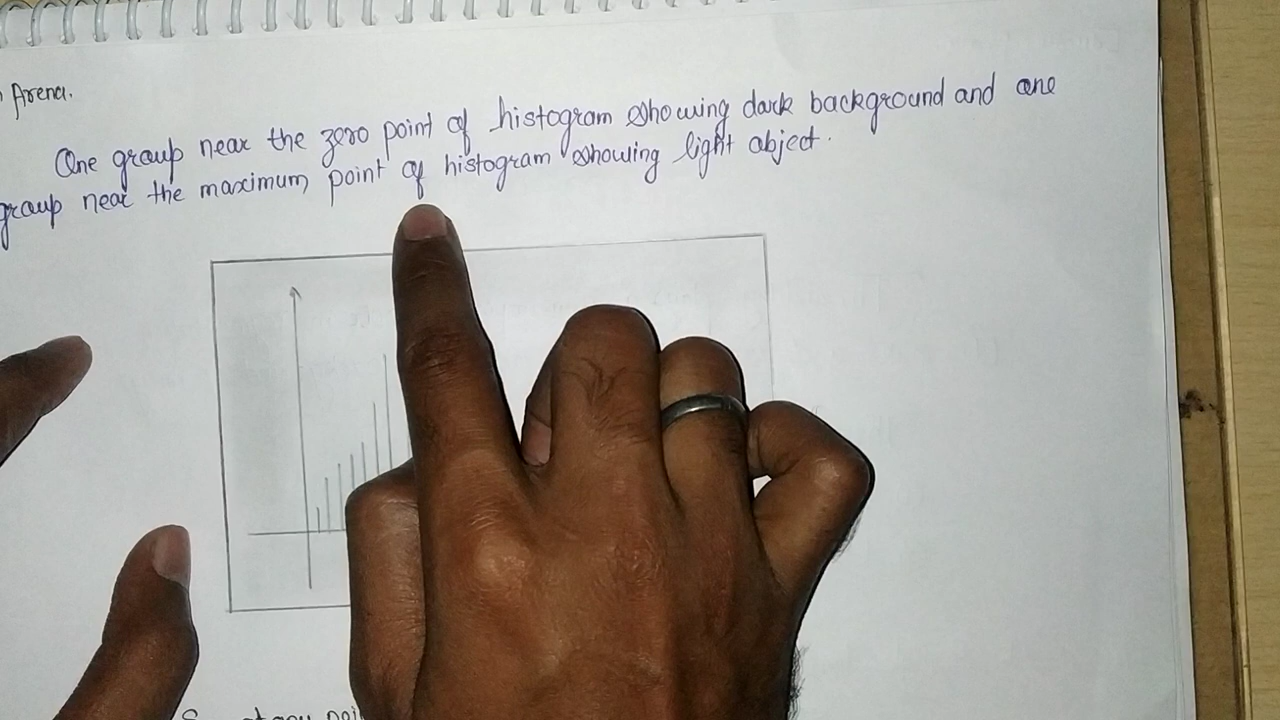 Arena.
One group near the zero point of histogram showing dark background and one
group near the maximum point of histogram showing light object.